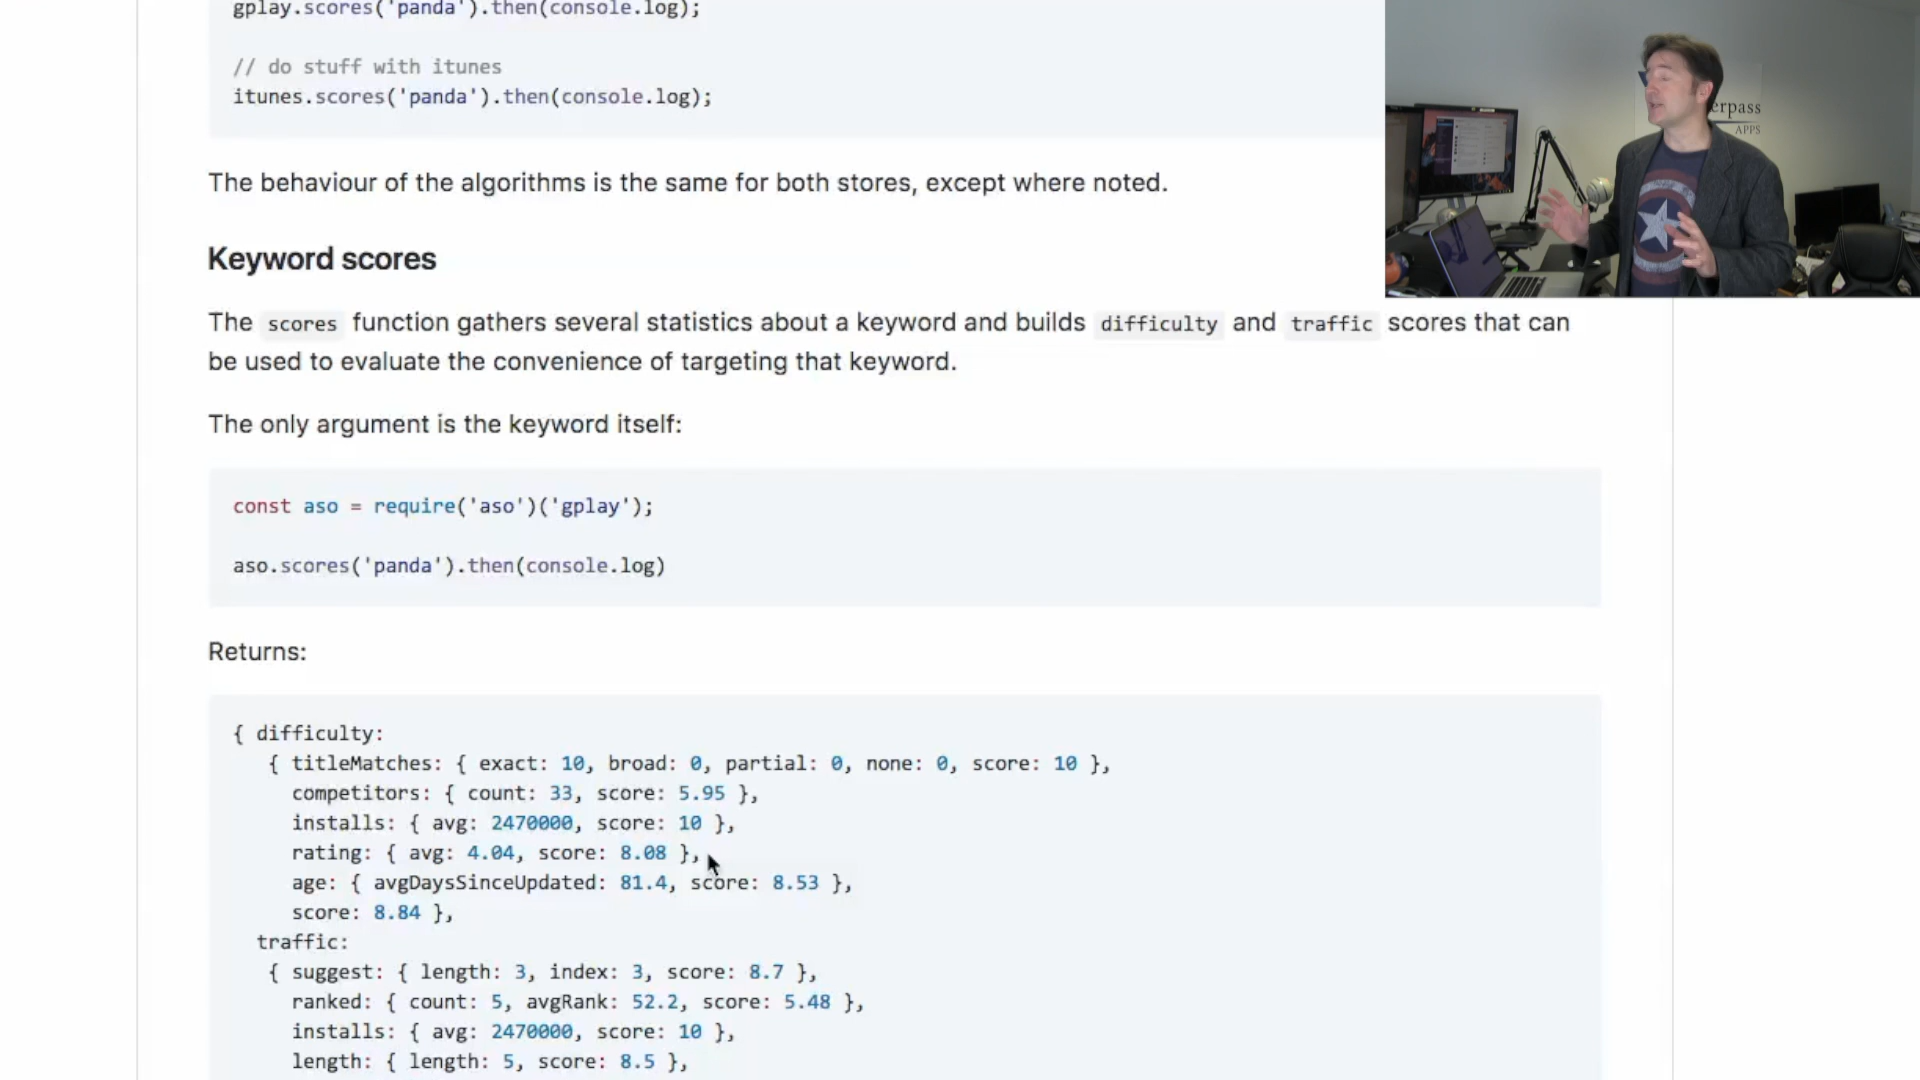 gplay.scores('panda').then(console.log);
// do stuff with itunes
itunes.scores('panda').then(console.log);
erpass
APPS
The behaviour of the algorithms is the same for both stores, except where noted.
Keyword scores
The scores function gathers several statistics about a keyword and builds difficulty and traffic scores that can
be used to evaluate the convenience of targeting that keyword.
The only argument is the keyword itself:
const aso = require('aso')('gplay');
aso.scores('panda').then(console.log)
Returns:
{ difficulty:
{ titleMatches: { exact: 10, broad: 0, partial: 0, none: 0, score: 10 },
competitors: { count: 33, score: 5.95 },
installs: { avg: 2470000, score: 10 },
rating: { avg: 4.04, score: 8.08 },
age: { avgDaysSinceUpdated: 81.4, score: 8.53 },
score: 8.84 },
traffic:
{ suggest: { length: 3, index: 3, score: 8.7 },
ranked: { count: 5, avgRank: 52.2, score: 5.48 },
installs: { avg: 2470000, score: 10 },
length: { length: 5, score: 8.5 },